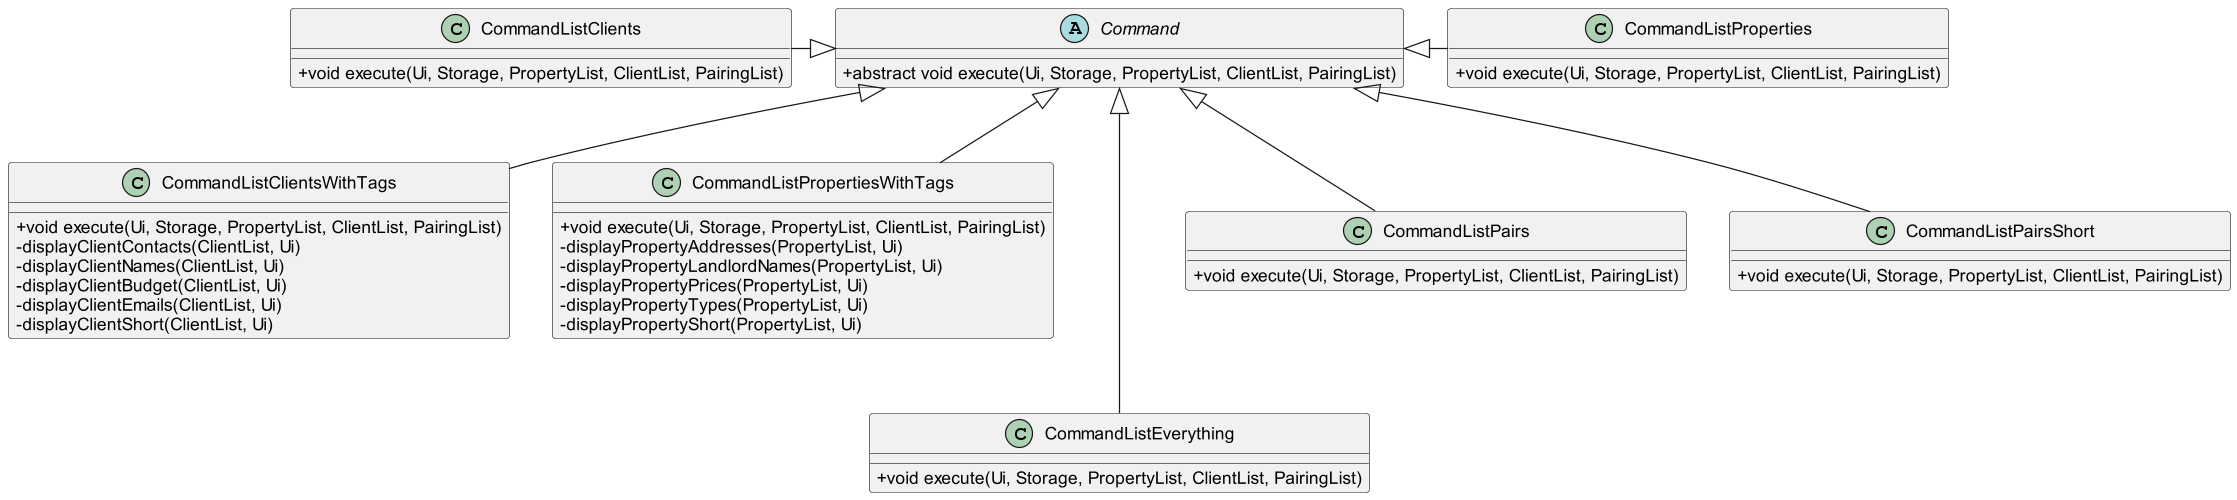 C CommandListClients
+void execute(Ui, Storage, PropertyList, ClientList, PairingList)
A Command
+abstract void execute(Ui, Storage, PropertyList, ClientList, PairingList)
C CommandListProperties
+void execute(Ui, Storage, PropertyList, ClientList, PairingList)
C CommandListClientsWithTags
+void execute(Ui, Storage, PropertyList, ClientList, PairingList)
-displayClientContacts(ClientList, Ui)
-displayClientNames(ClientList, Ui)
-displayClientBudget(ClientList, Ui)
-displayClientEmails(ClientList, Ui)
-displayClientShort(ClientList, Ui)
C CommandListPropertiesWithTags
+void execute(Ui, Storage, PropertyList, ClientList, PairingList)
-displayPropertyAddresses(PropertyList, Ui)
-displayPropertyLandlordNames(PropertyList, Ui)
-displayPropertyPrices(PropertyList, Ui)
-displayPropertyTypes(PropertyList, Ui)
-displayPropertyShort(PropertyList, Ui)
C CommandListPairs
+void execute(Ui, Storage, PropertyList, ClientList, PairingList)
C CommandListPairsShort
+void execute(Ui, Storage, PropertyList, ClientList, PairingList)
C CommandListEverything
+void execute(Ui, Storage, PropertyList, ClientList, PairingList)